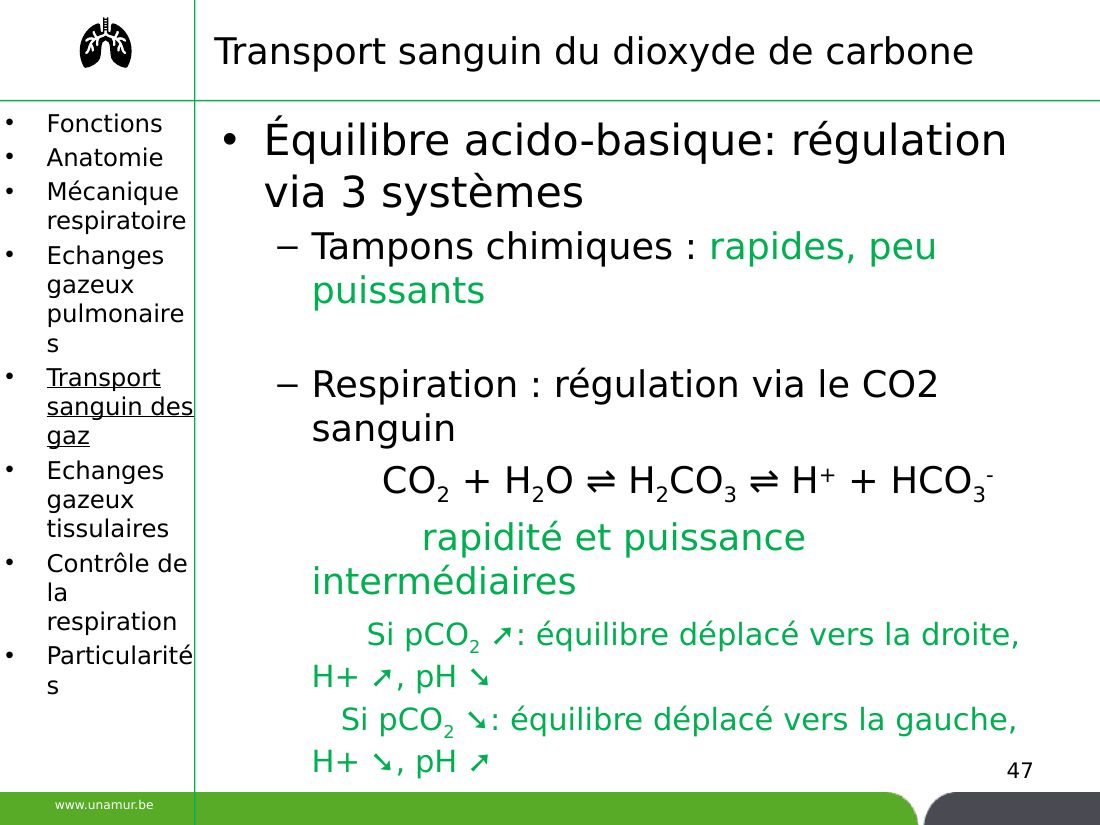 Transport sanguin du dioxyde de carbone
• Fonctions
• Anatomie
• Mécanique
respiratoire
• Echanges
gazeux
pulmonaire
s
• Transport
sanguin des
gaz
• Echanges
gazeux
tissulaires
• Contrôle de
la
respiration
• Particularité
s
• Équilibre acido-basique: régulation
via 3 systèmes
– Tampons chimiques : rapides, peu
puissants
– Respiration : régulation via le CO2
sanguin
CO₂ + H₂O ⇌ H₂CO₃ ⇌ H⁺ + HCO₃⁻
rapidité et puissance
intermédiaires
Si pCO₂ ➚: équilibre déplacé vers la droite,
H+ ➚, pH ➘
Si pCO₂ ➘: équilibre déplacé vers la gauche,
H+ ➘, pH ➚
47
www.unamur.be